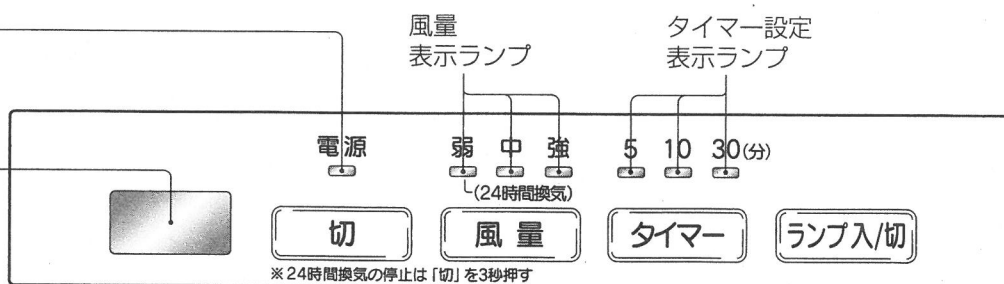 風量
表示ランプ
タイマー設定
表示ランプ
電源
弱 中 強
5 10 30(分)
(24時間換気)
切
風量
タイマー
ランプ入/切
※24時間換気の停止は「切」を3秒押す